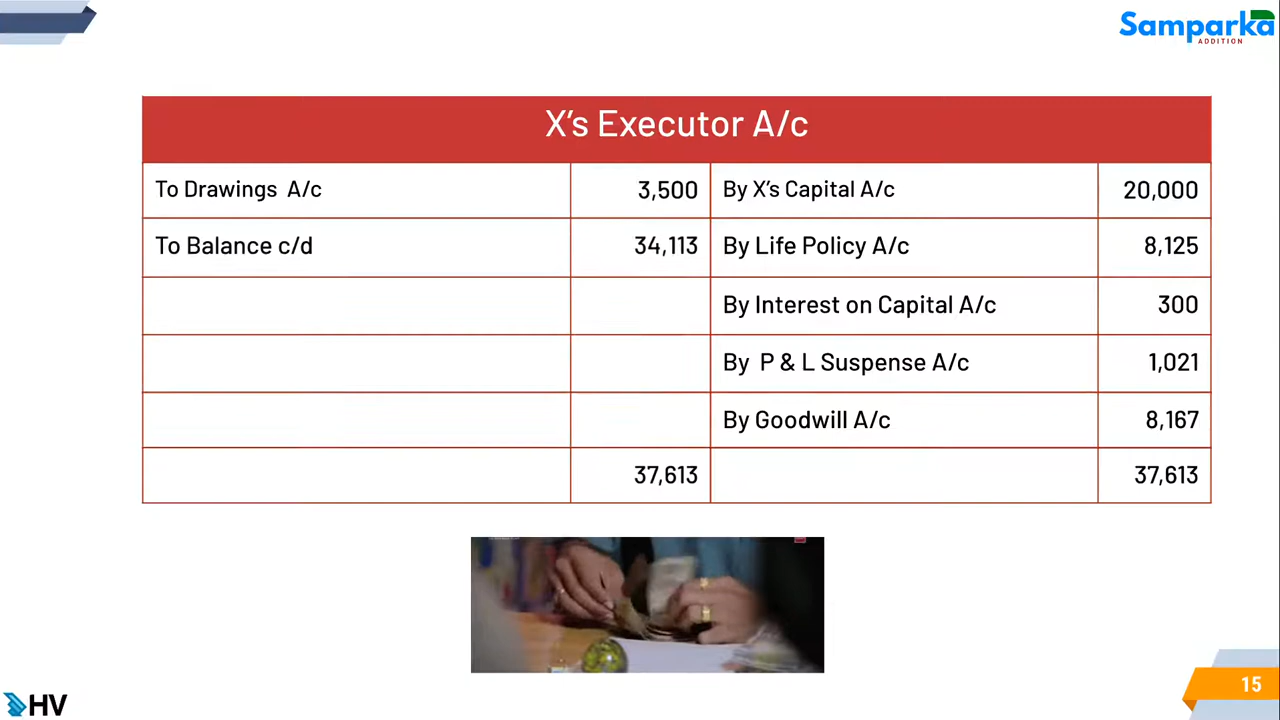 Samparka
ADDITION
X's Executor A/c
To Drawings A/c 3,500 By X's Capital A/c 20,000
To Balance c/d 34,113 By Life Policy A/c 8,125
By Interest on Capital A/c 300
By P & L Suspense A/c 1,021
By Goodwill A/c 8,167
37,613 37,613
15
HV